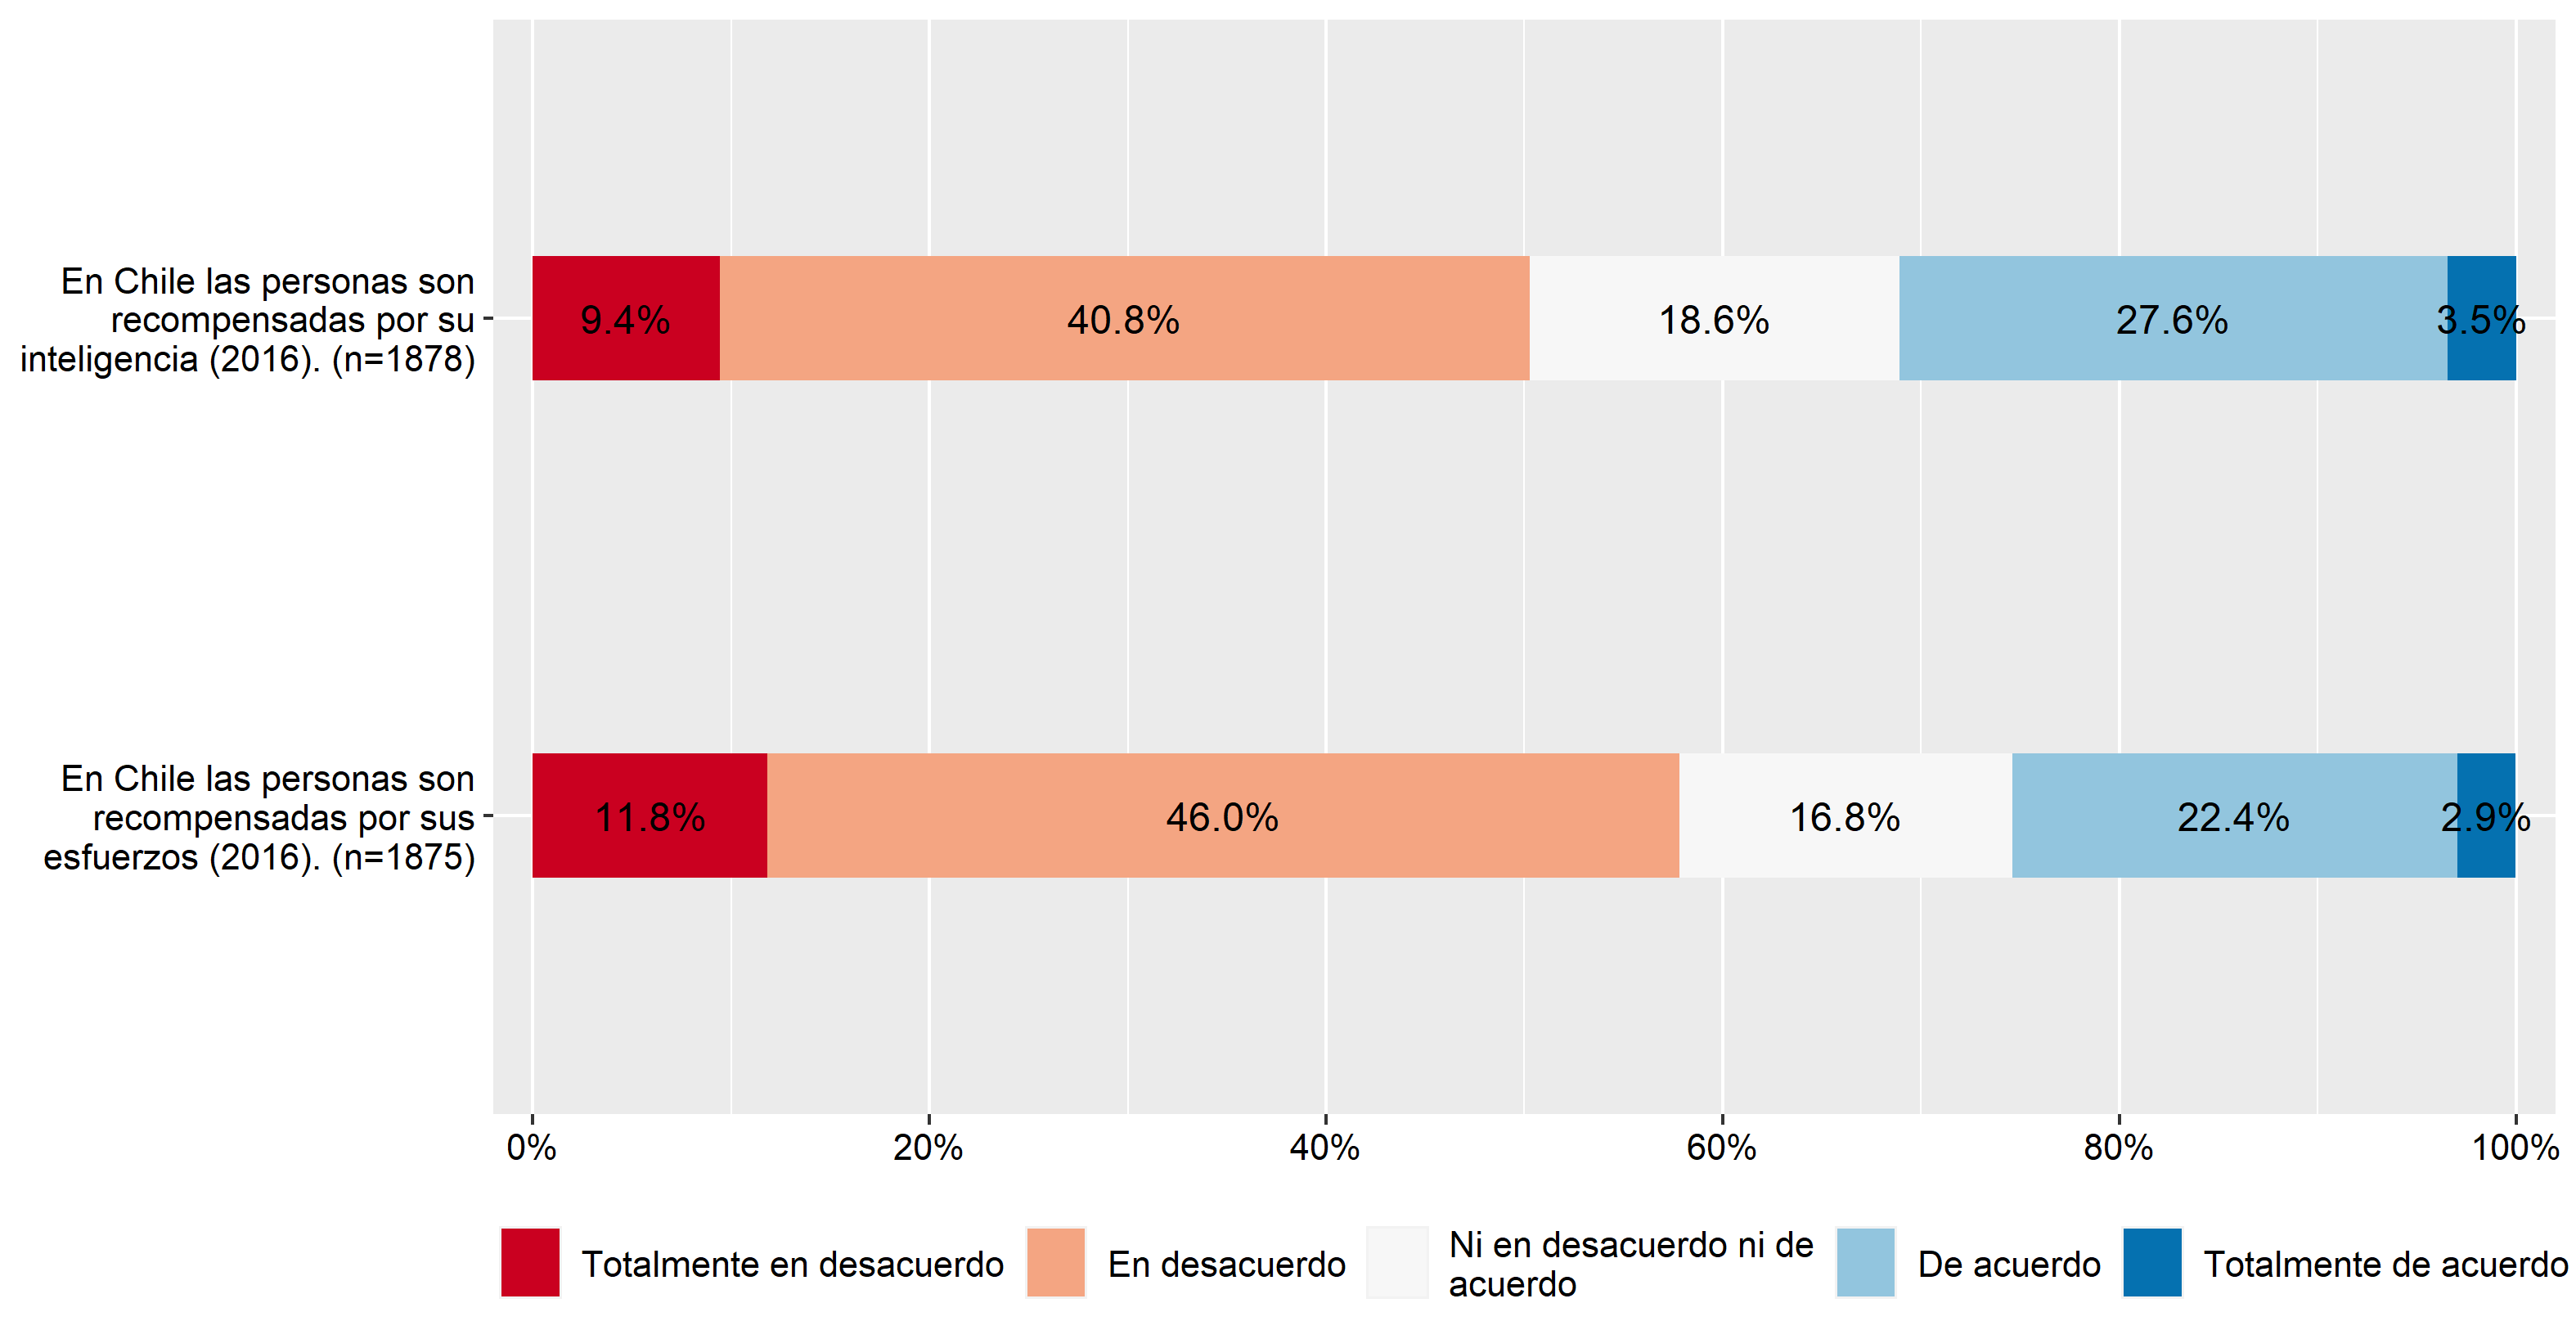 En Chile las personas son
recompensadas por su
inteligencia (2016). (n=1878)
9.4% 40.8% 18.6% 27.6% 3.5%
En Chile las personas son
recompensadas por sus
esfuerzos (2016). (n=1875)
11.8% 46.0% 16.8% 22.4% 2.9%
0% 20% 40% 60% 80% 100%
Totalmente en desacuerdo
En desacuerdo
Ni en desacuerdo ni de
acuerdo
De acuerdo
Totalmente de acuerdo